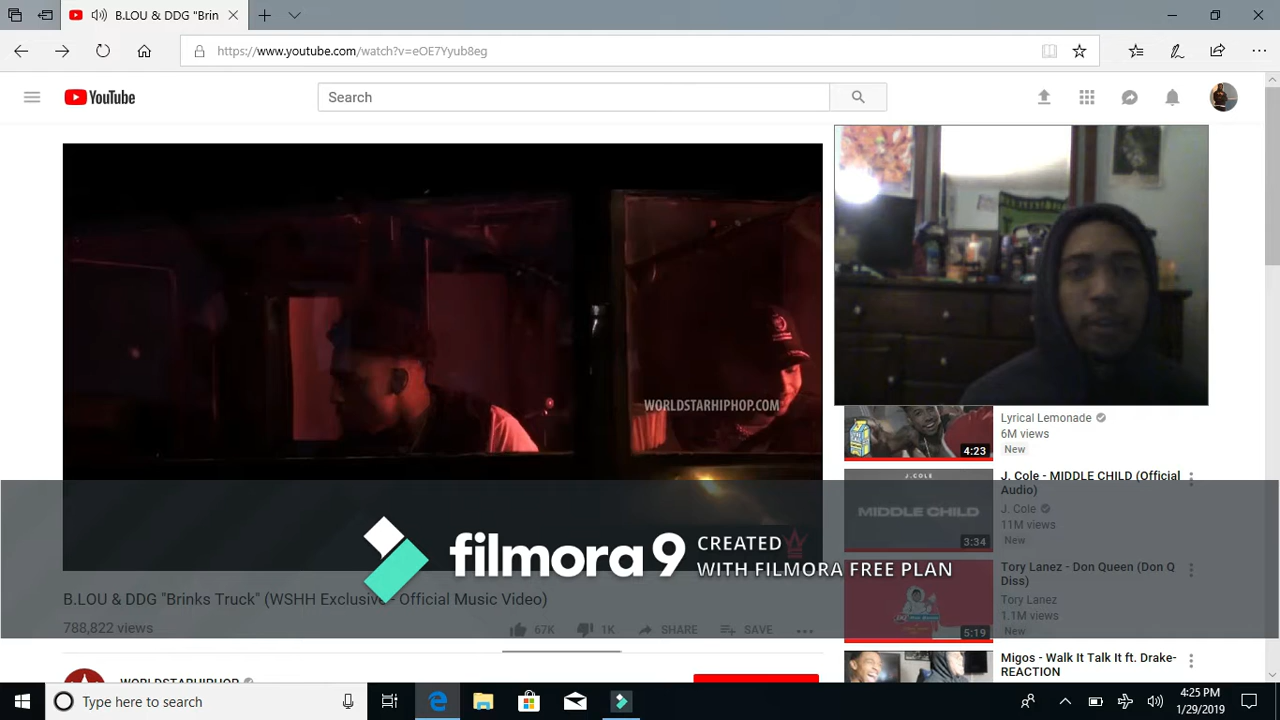 B.LOU & DDG "Brin
https://www.youtube.com/watch?v=eOE7Yyub8eg
YouTube
Search
WORLDSTARHIPHOP.COM
Lyrical Lemonade
6M views
New
4:23
J. Cole - MIDDLE CHILD (Official Audio)
J. Cole
11M views
New
J.COLE
MIDDLE CHILD
3:34
filmora 9 CREATED
WITH FILMORA FREE PLAN
Tory Lanez - Don Queen (Don Q Diss)
Tory Lanez
1.1M views
New
5:19
B.LOU & DDG "Brinks Truck" (WSHH Exclusive - Official Music Video)
788,822 views
67K
1K
SHARE
SAVE
Migos - Walk It Talk It ft. Drake-
REACTION
WORLDSTARHIPHOP
Type here to search
4:25 PM
1/29/2019